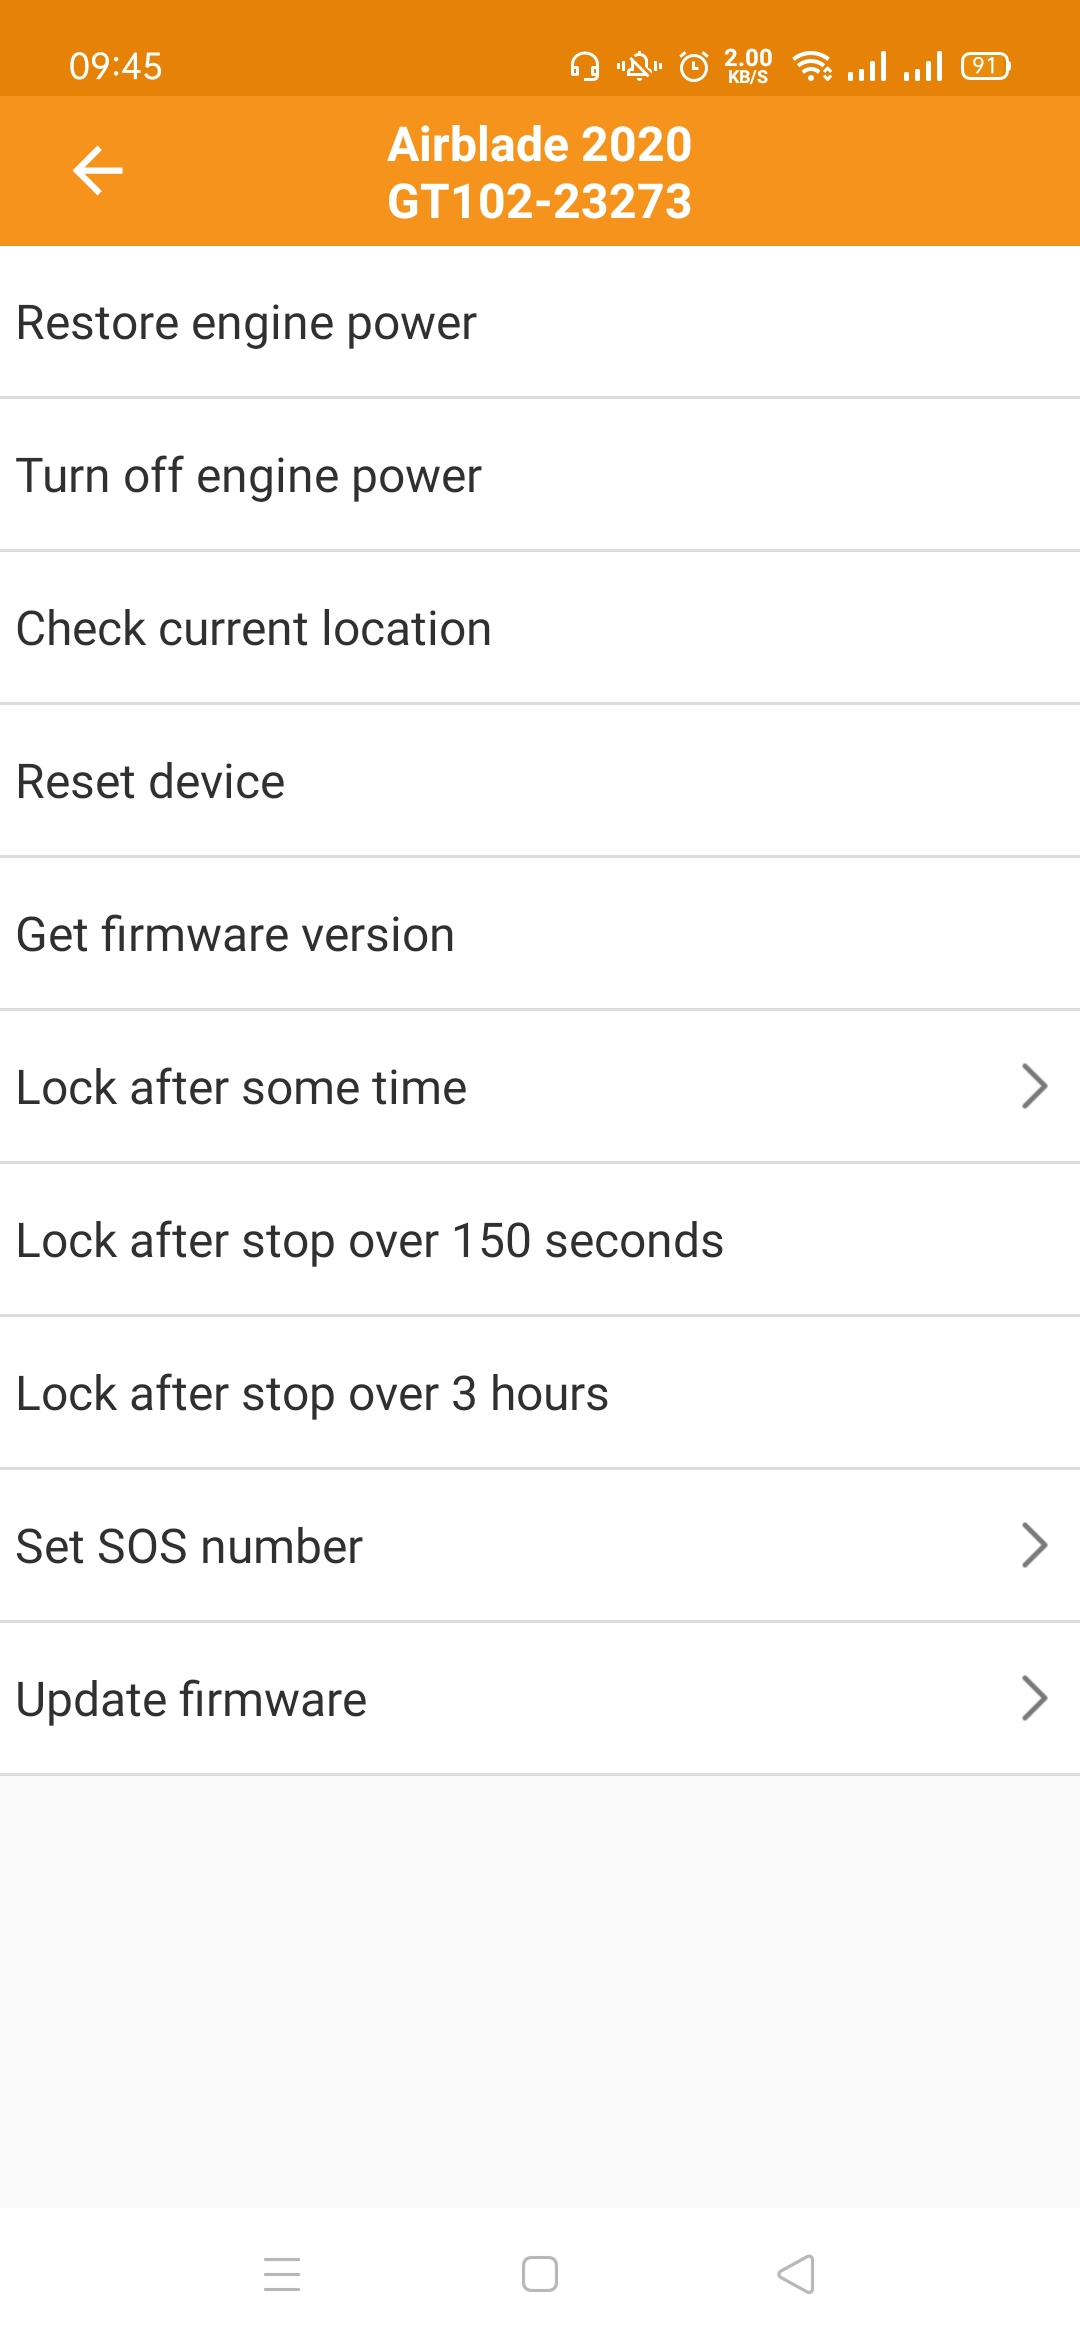 09:45
2.00
KB/S
91
Airblade 2020
GT102-23273
Restore engine power
Turn off engine power
Check current location
Reset device
Get firmware version
Lock after some time
Lock after stop over 150 seconds
Lock after stop over 3 hours
Set SOS number
Update firmware